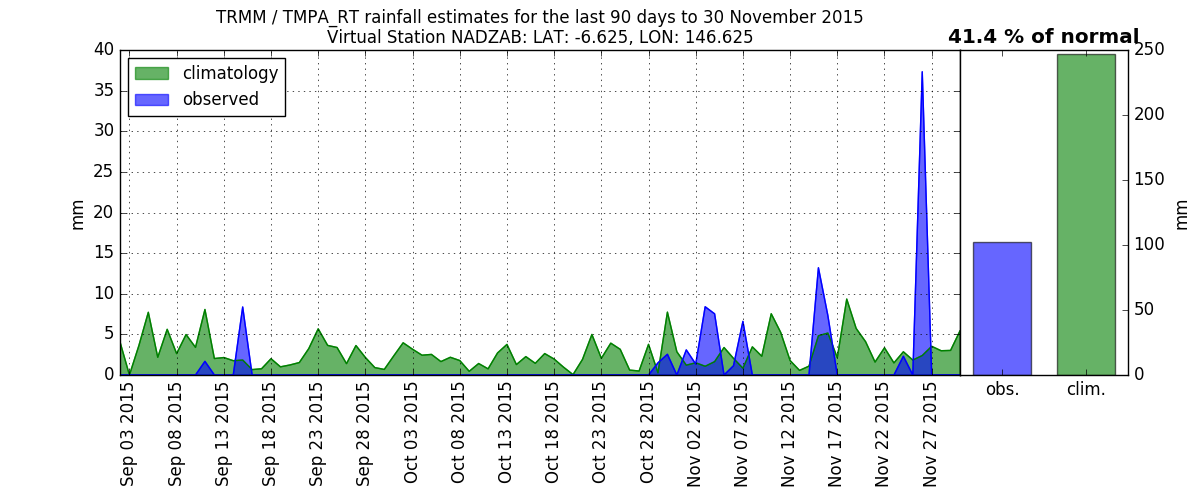 TRMM / TMPA_RT rainfall estimates for the last 90 days to 30 November 2015
Virtual Station NADZAB: LAT: -6.625, LON: 146.625
41.4 % of normal
climatology
observed
40
35
30
25
20
15
10
5
0
mm
250
200
150
100
50
0
mm
Sep 03 2015
Sep 08 2015
Sep 13 2015
Sep 18 2015
Sep 23 2015
Sep 28 2015
Oct 03 2015
Oct 08 2015
Oct 13 2015
Oct 18 2015
Oct 23 2015
Oct 28 2015
Nov 02 2015
Nov 07 2015
Nov 12 2015
Nov 17 2015
Nov 22 2015
Nov 27 2015
obs.
clim.